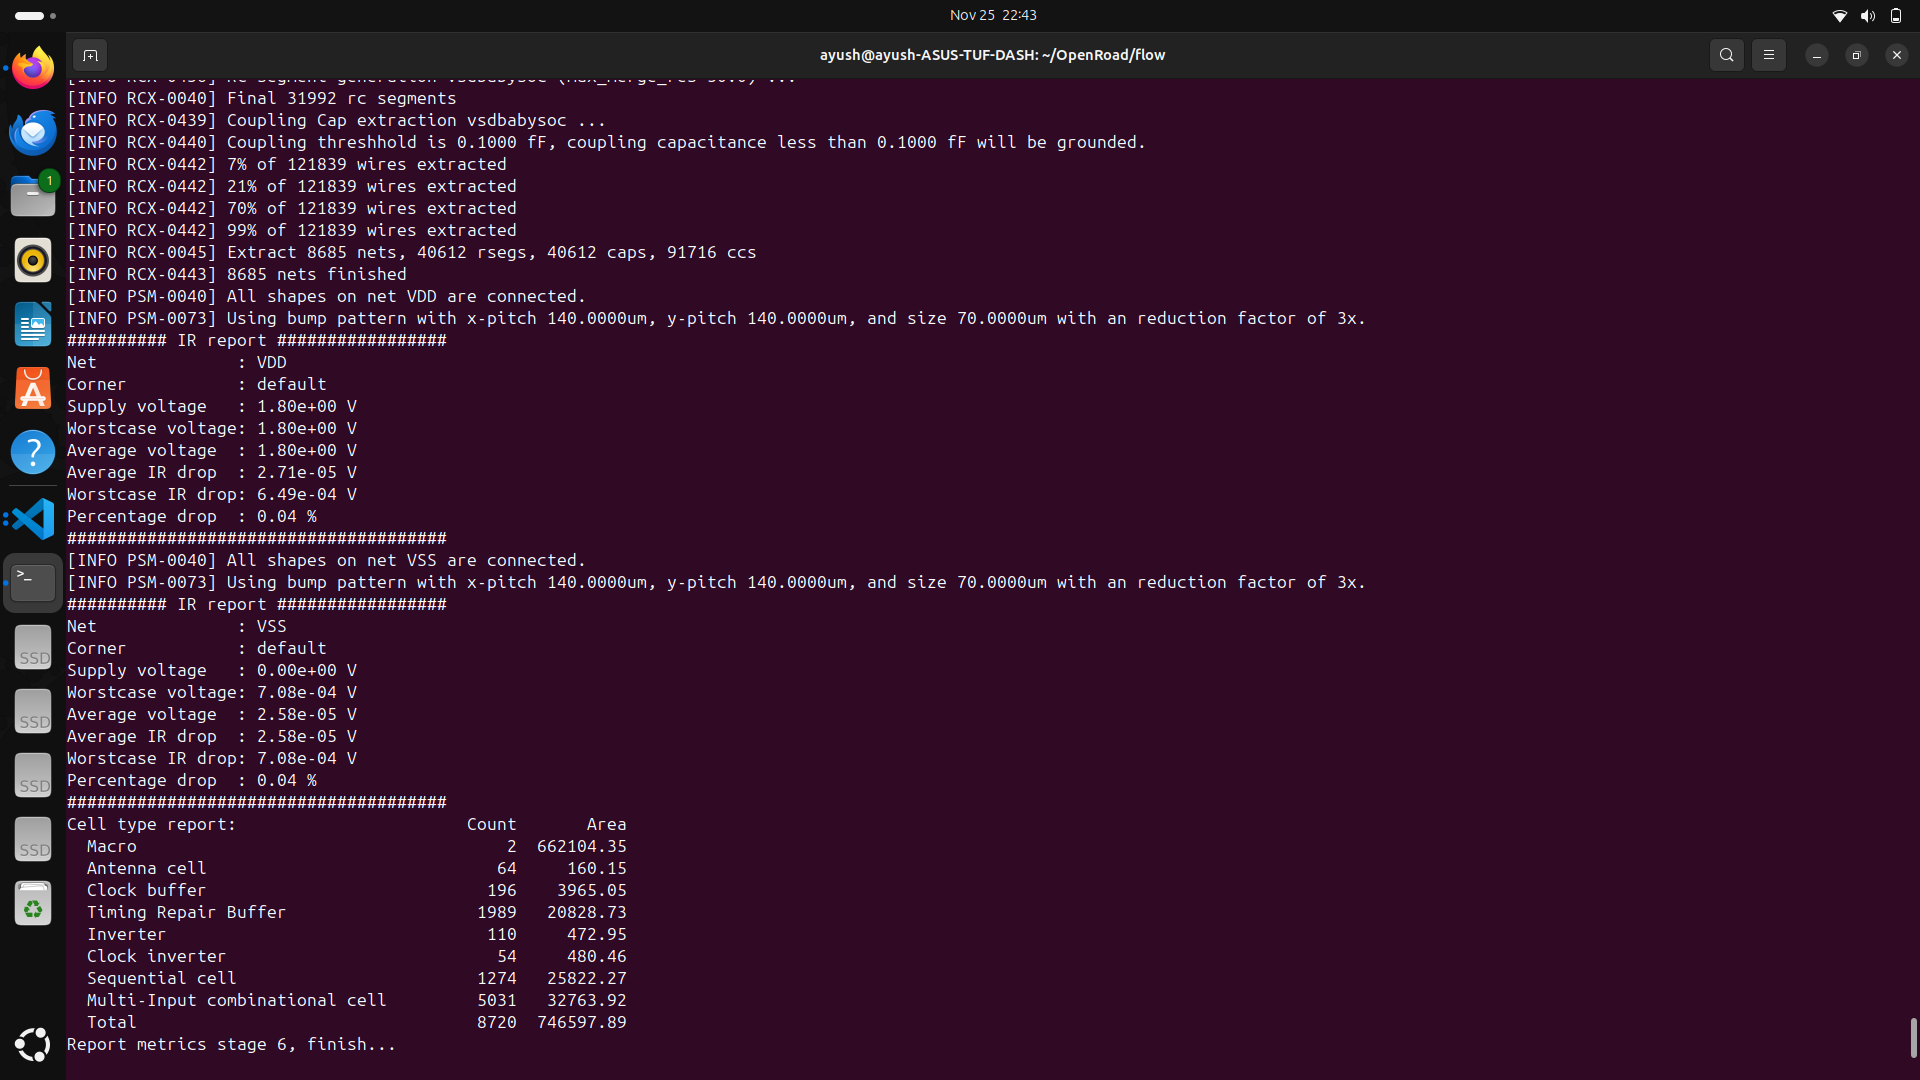 Nov 25 22:43
ayush@ayush-ASUS-TUF-DASH: ~/OpenRoad/flow
[INFO RCX-0040] Final 31992 rc segments
[INFO RCX-0439] Coupling Cap extraction vsdbabysoc ...
[INFO RCX-0440] Coupling threshhold is 0.1000 fF, coupling capacitance less than 0.1000 fF will be grounded.
[INFO RCX-0442] 7% of 121839 wires extracted
[INFO RCX-0442] 21% of 121839 wires extracted
[INFO RCX-0442] 70% of 121839 wires extracted
[INFO RCX-0442] 99% of 121839 wires extracted
[INFO RCX-0045] Extract 8685 nets, 40612 rsegs, 40612 caps, 91716 ccs
[INFO RCX-0443] 8685 nets finished
[INFO PSM-0040] All shapes on net VDD are connected.
[INFO PSM-0073] Using bump pattern with x-pitch 140.0000um, y-pitch 140.0000um, and size 70.0000um with an reduction factor of 3x.
########## IR report #################
Net              : VDD
Corner           : default
Supply voltage   : 1.80e+00 V
Worstcase voltage: 1.80e+00 V
Average voltage  : 1.80e+00 V
Average IR drop  : 2.71e-05 V
Worstcase IR drop: 6.49e-04 V
Percentage drop  : 0.04 %
######################################
[INFO PSM-0040] All shapes on net VSS are connected.
[INFO PSM-0073] Using bump pattern with x-pitch 140.0000um, y-pitch 140.0000um, and size 70.0000um with an reduction factor of 3x.
########## IR report #################
Net              : VSS
Corner           : default
Supply voltage   : 0.00e+00 V
Worstcase voltage: 7.08e-04 V
Average voltage  : 2.58e-05 V
Average IR drop  : 2.58e-05 V
Worstcase IR drop: 7.08e-04 V
Percentage drop  : 0.04 %
######################################
Cell type report:                       Count       Area
  Macro                                     2  662104.35
  Antenna cell                             64     160.15
  Clock buffer                            196    3965.05
  Timing Repair Buffer                   1989   20828.73
  Inverter                                110     472.95
  Clock inverter                           54     480.46
  Sequential cell                        1274   25822.27
  Multi-Input combinational cell         5031   32763.92
  Total                                  8720  746597.89
Report metrics stage 6, finish...
1
SSD
SSD
SSD
SSD